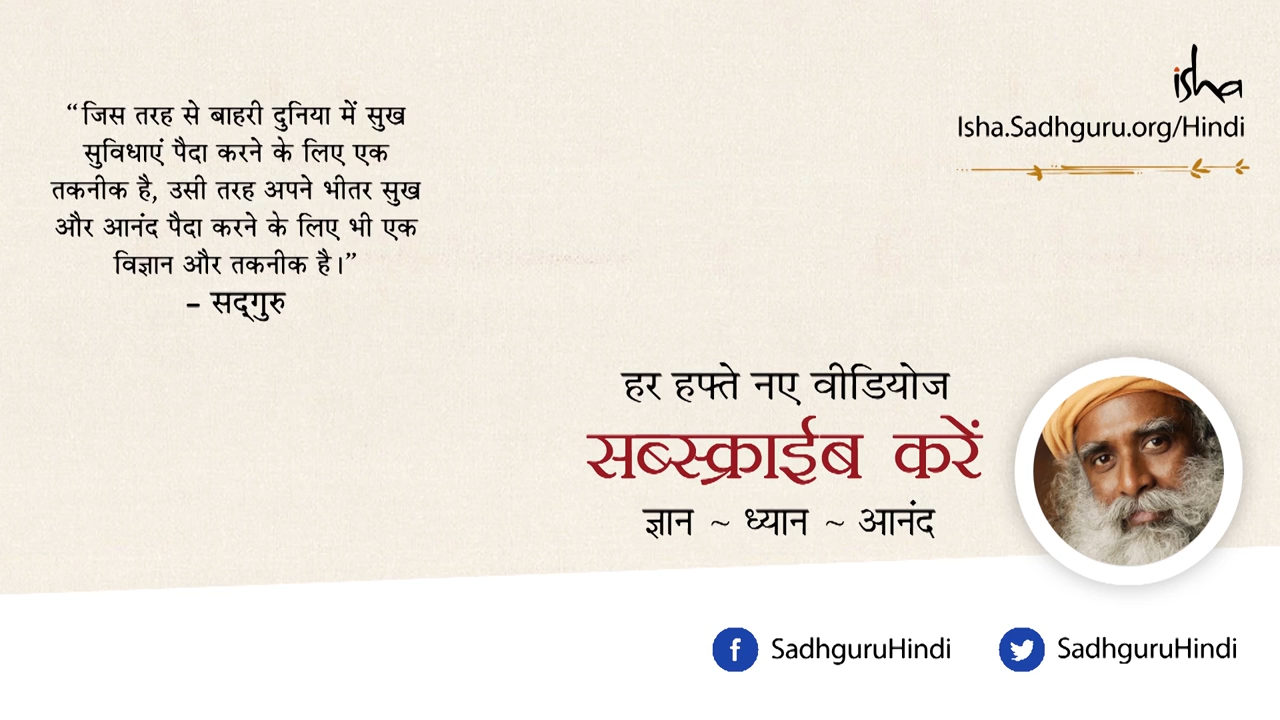 “जिस तरह से बाहरी दुनिया में सुख
सुविधाएं पैदा करने के लिए एक
तकनीक है, उसी तरह अपने भीतर सुख
और आनंद पैदा करने के लिए भी एक
विज्ञान और तकनीक है।”
– सद्गुरु
isha
Isha.Sadhguru.org/Hindi
हर हफ्ते नए वीडियोज
सब्स्क्राईब करें
ज्ञान ~ ध्यान ~ आनंद
SadhguruHindi
SadhguruHindi